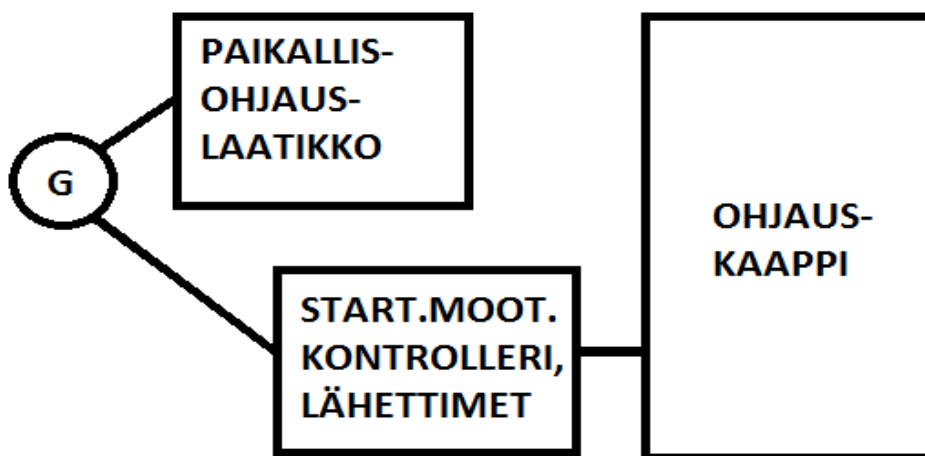 PAIKALLIS-
OHJAUS-
LAATIKKO
G
OHJAUS-
KAAPPI
START.MOOT.
KONTROLLERI,
LÄHETTIMET